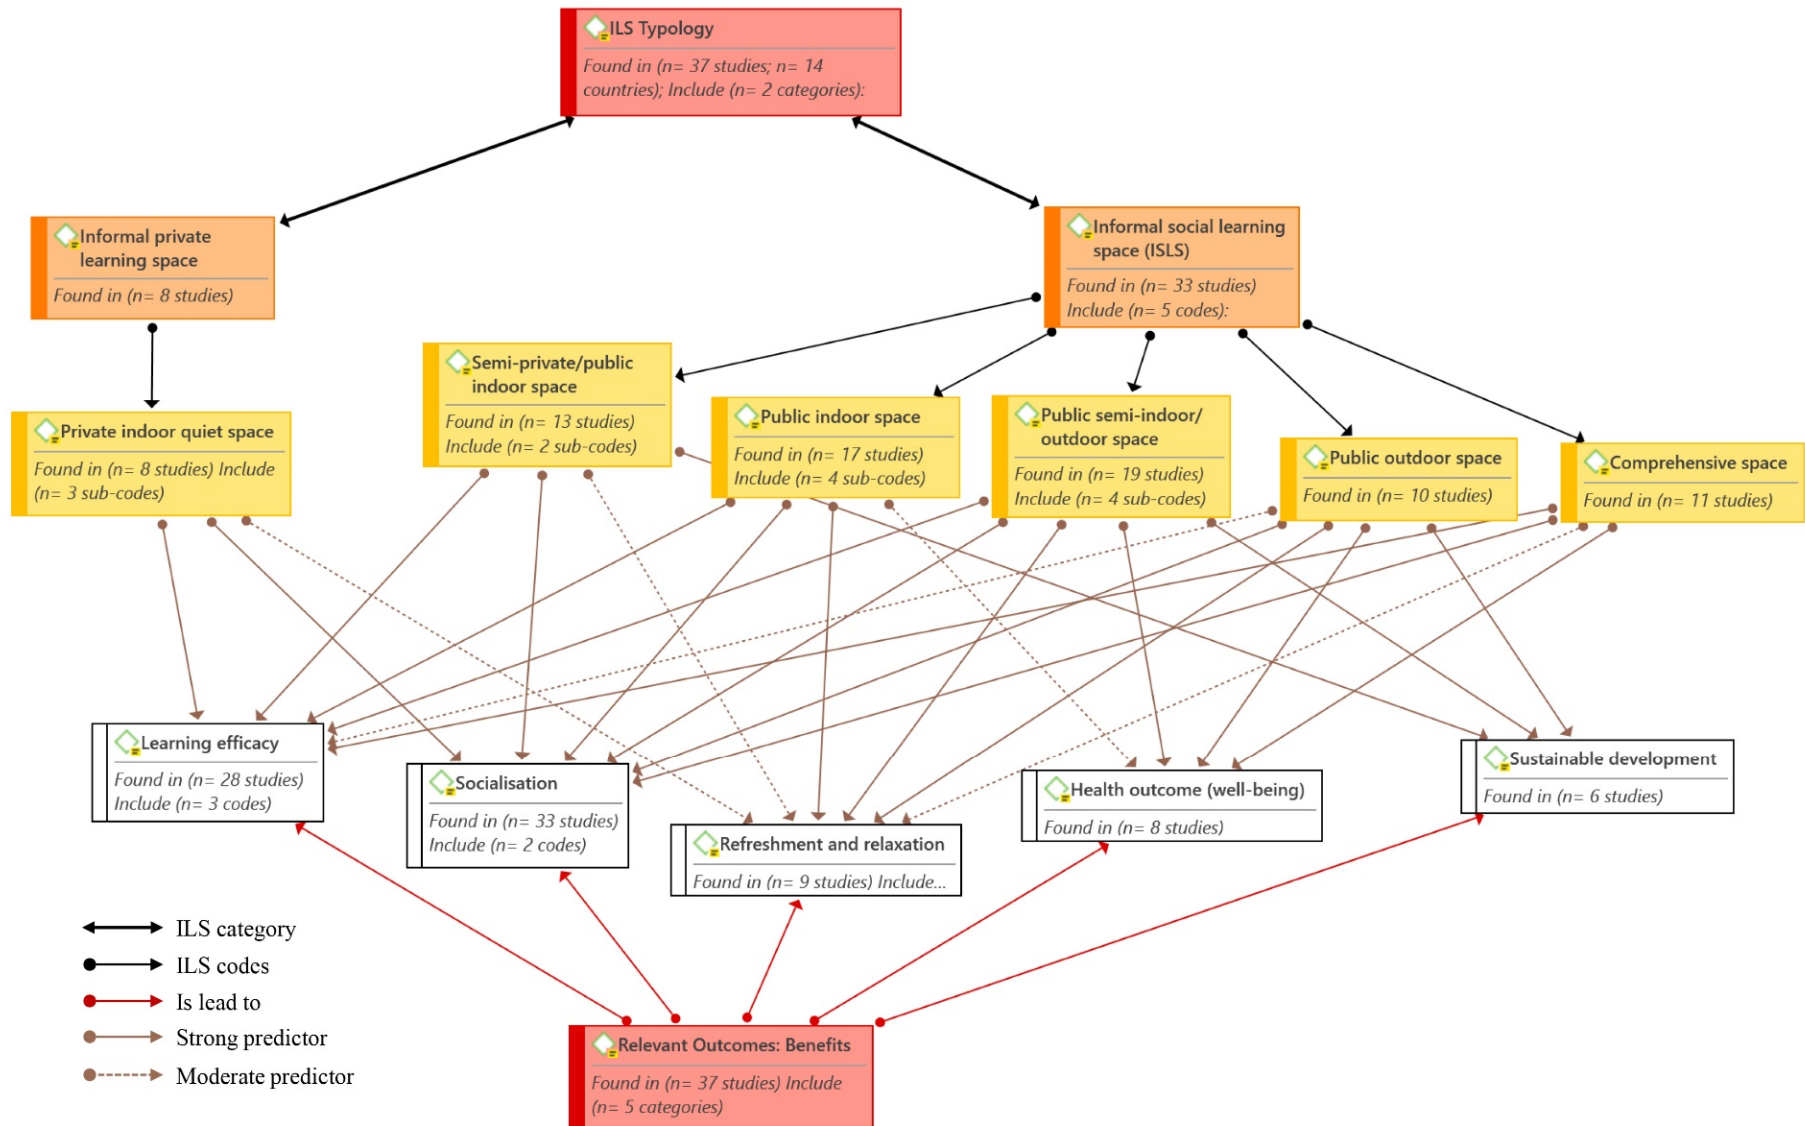 ILS Typology
Found in (n= 37 studies; n= 14
countries); Include (n= 2 categories):
Informal private
learning space
Found in (n= 8 studies)
Informal social learning
space (ISLS)
Found in (n= 33 studies)
Include (n= 5 codes):
Private indoor quiet space
Found in (n= 8 studies) Include
(n= 3 sub-codes)
Semi-private/public
indoor space
Found in (n= 13 studies)
Include (n= 2 sub-codes)
Public indoor space
Found in (n= 17 studies)
Include (n= 4 sub-codes)
Public semi-indoor/
outdoor space
Found in (n= 19 studies)
Include (n= 4 sub-codes)
Public outdoor space
Found in (n= 10 studies)
Comprehensive space
Found in (n= 11 studies)
Learning efficacy
Found in (n= 28 studies)
Include (n= 3 codes)
Socialisation
Found in (n= 33 studies)
Include (n= 2 codes)
Refreshment and relaxation
Found in (n= 9 studies) Include...
Health outcome (well-being)
Found in (n= 8 studies)
Sustainable development
Found in (n= 6 studies)
ILS category
ILS codes
Is lead to
Strong predictor
Moderate predictor
Relevant Outcomes: Benefits
Found in (n= 37 studies) Include
(n= 5 categories)